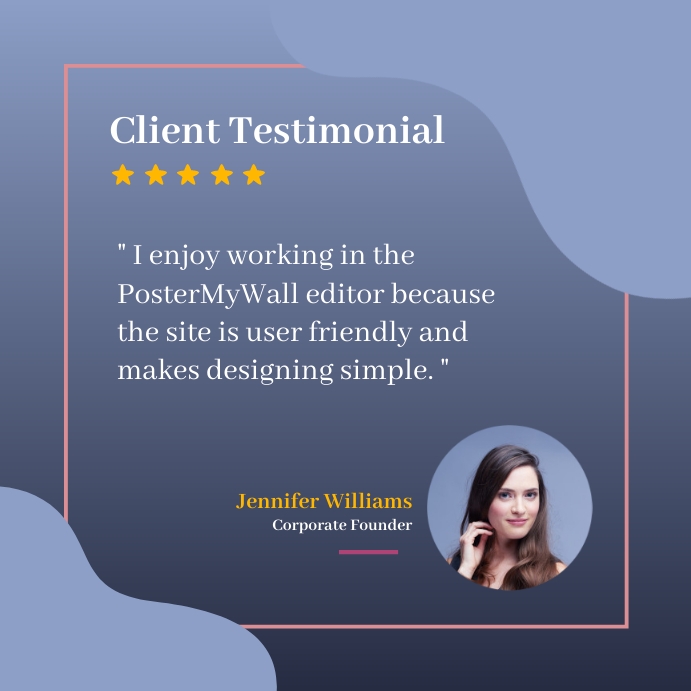 Client Testimonial
" I enjoy working in the
PosterMyWall editor because
the site is user friendly and
makes designing simple. "
Jennifer Williams
Corporate Founder